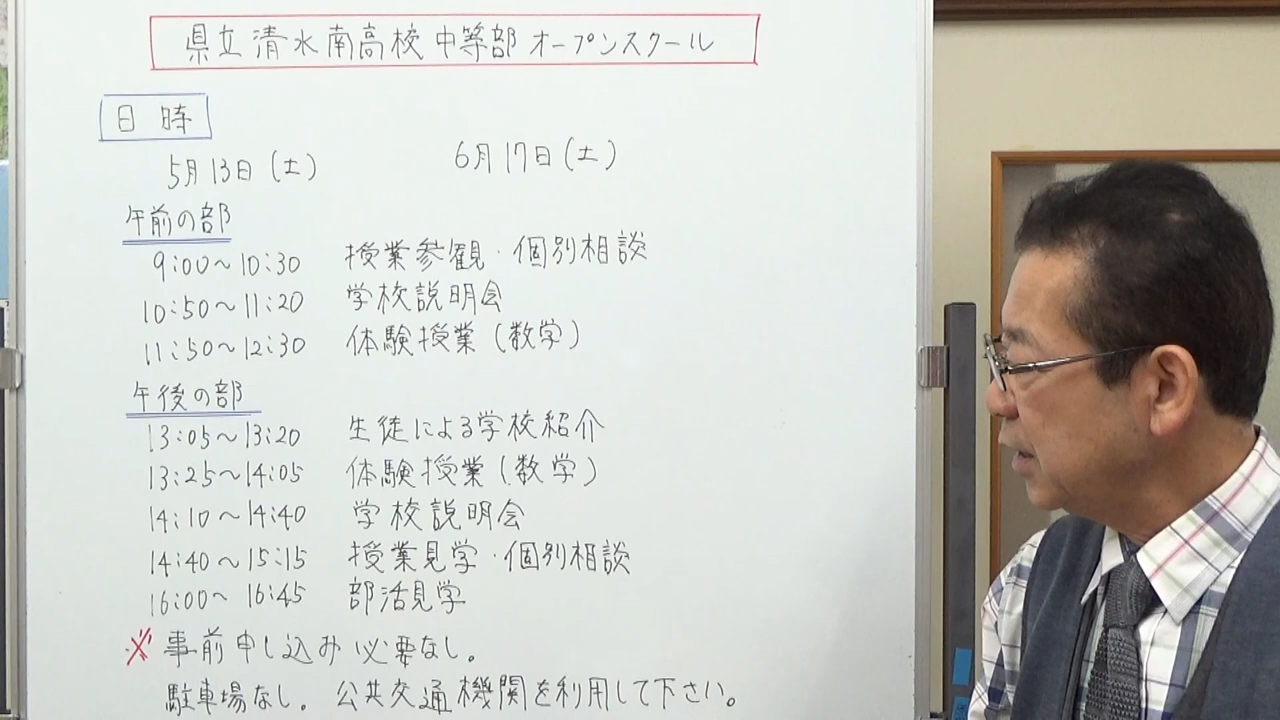 県立清水南高校中等部 オープンスクール
日時
5月13日(土) 6月17日(土)
午前の部
9:00〜10:30 授業参観・個別相談
10:50〜11:20 学校説明会
11:50〜12:30 体験授業(数学)
午後の部
13:05〜13:20 生徒による学校紹介
13:25〜14:05 体験授業(数学)
14:10〜14:40 学校説明会
14:40〜15:15 授業見学・個別相談
16:00〜16:45 部活見学
※ 事前申し込み必要なし。
駐車場なし。公共交通機関を利用して下さい。